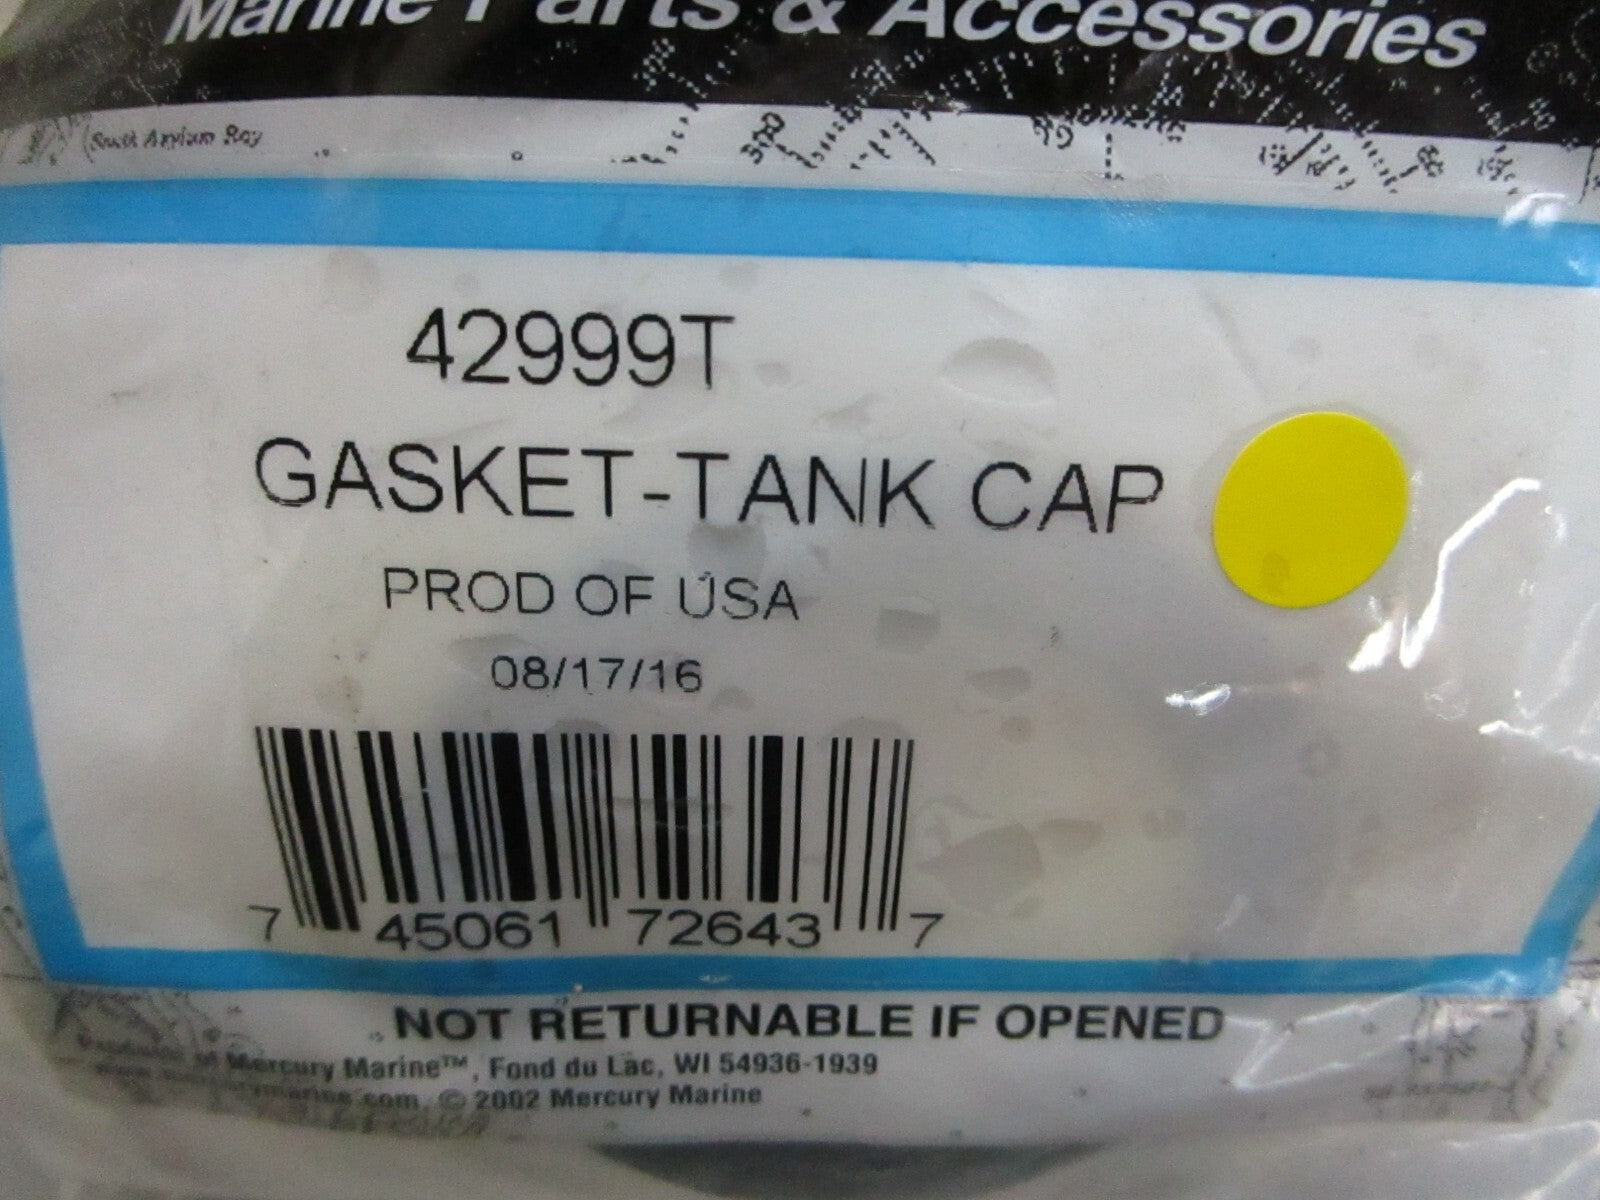 Marine Parts & Accessories
42999T
GASKET-TANK CAP
PROD OF USA
08/17/16
7 45061 72643 7
NOT RETURNABLE IF OPENED
of Mercury Marine™, Fond du Lac, WI 54936-1939
© 2002 Mercury Marine